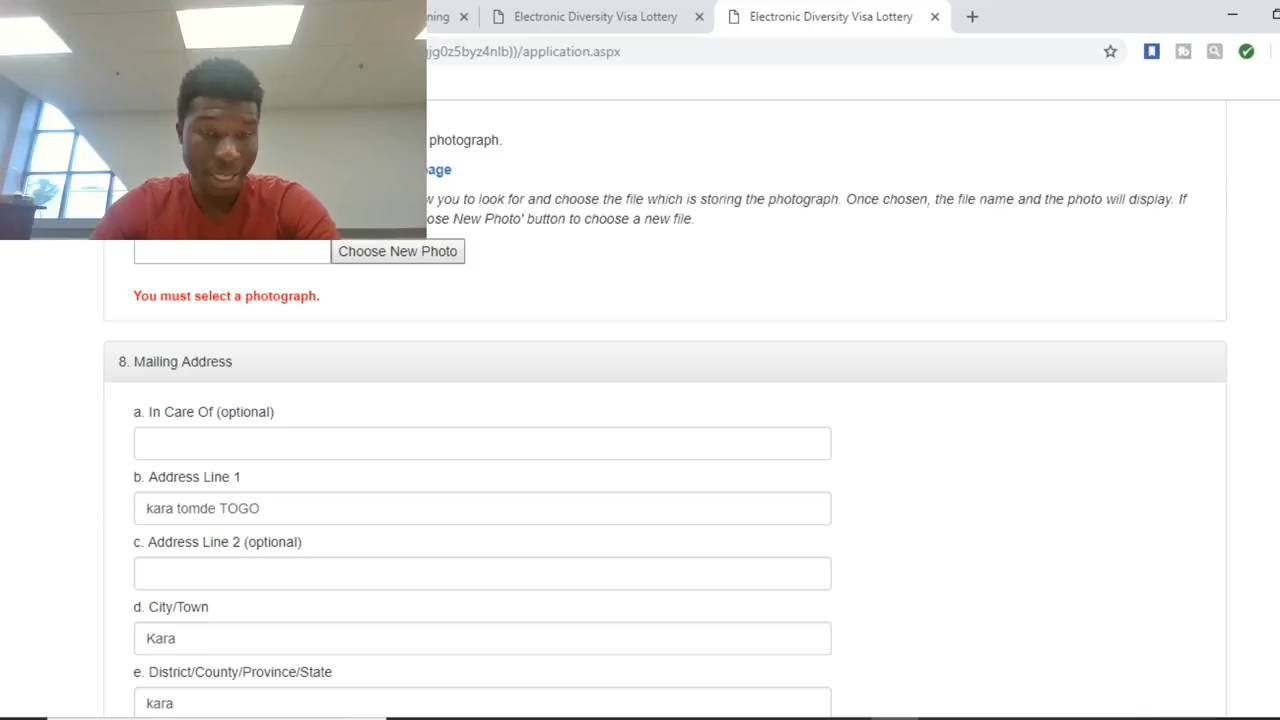 ning
Electronic Diversity Visa Lottery
Electronic Diversity Visa Lottery
jg0z5byz4nlb))/application.aspx
photograph.
age
w you to look for and choose the file which is storing the photograph. Once chosen, the file name and the photo will display. If
ose New Photo' button to choose a new file.
Choose New Photo
You must select a photograph.
8. Mailing Address
a. In Care Of (optional)
b. Address Line 1
kara tomde TOGO
c. Address Line 2 (optional)
d. City/Town
Kara
e. District/County/Province/State
kara